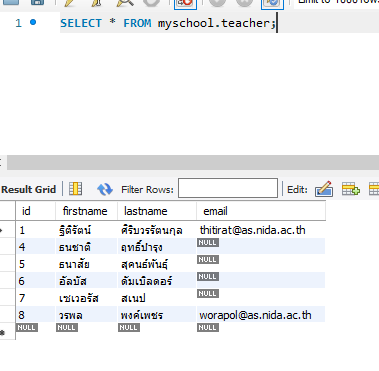 Limit to 1000 rows
1 SELECT * FROM myschool.teacher;
Result Grid Filter Rows: Edit:
id firstname lastname email
1 ฐิติรัตน์ ศิริบวรรัตนกุล thitirat@as.nida.ac.th
4 ธนชาติ ฤทธิ์บำรุง NULL
5 ธนาสัย สุคนธ์พันธุ์ NULL
6 อัลบัส ดัมเบิลดอร์ NULL
7 เซเวอรัส สเนป NULL
8 วรพล พงค์เพชร worapol@as.nida.ac.th
NULL NULL NULL NULL